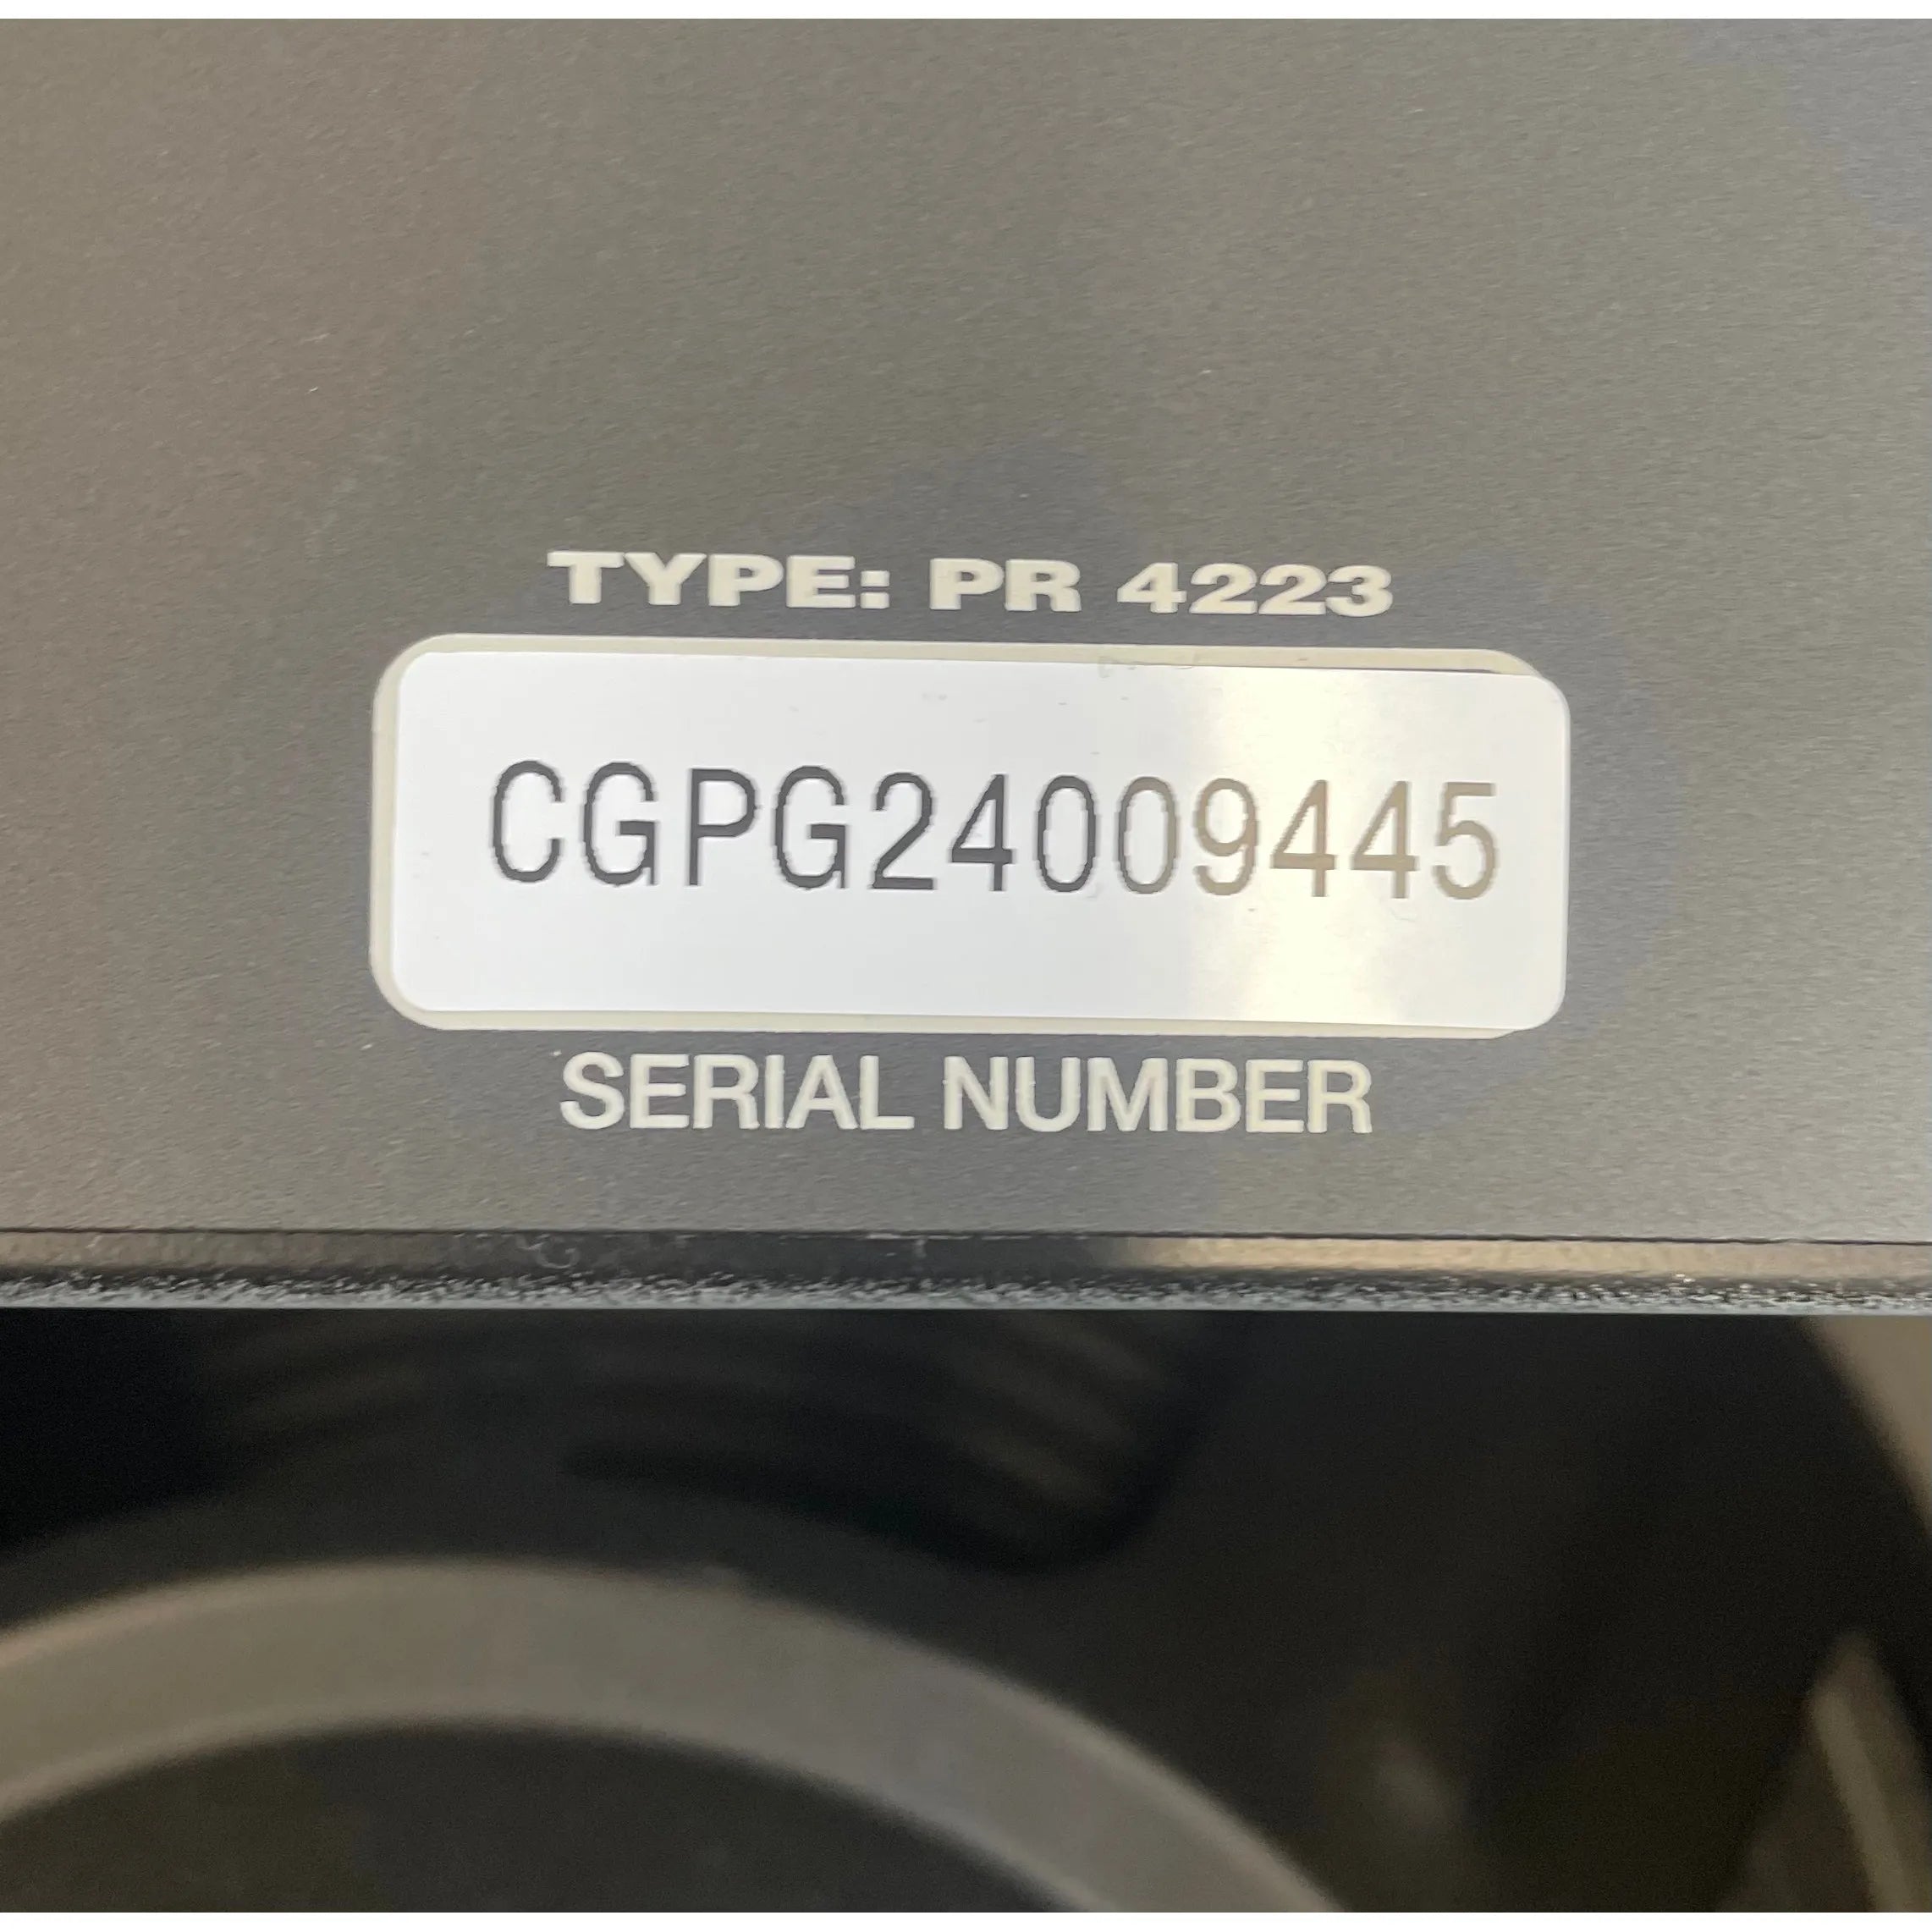 TYPE: PR 4223
CGPG24009445
SERIAL NUMBER